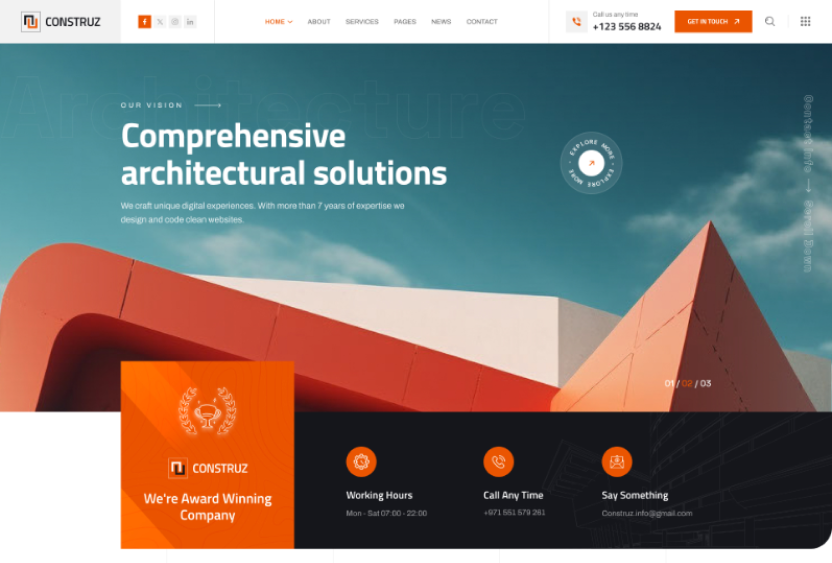 CONSTRUZ
HOME
ABOUT
SERVICES
PAGES
NEWS
CONTACT
Call us any time
+123 556 8824
GET IN TOUCH
Architecture
OUR VISION
Comprehensive
architectural solutions
We craft unique digital experiences. With more than 7 years of expertise we
design and code clean websites.
EXPLORE MORE - EXPLORE MORE -
Contact Info → Scroll Down
01 / 02 / 03
CONSTRUZ
We're Award Winning
Company
Working Hours
Mon - Sat 07:00 - 22:00
Call Any Time
+971 551 579 261
Say Something
Construz.info@gmail.com